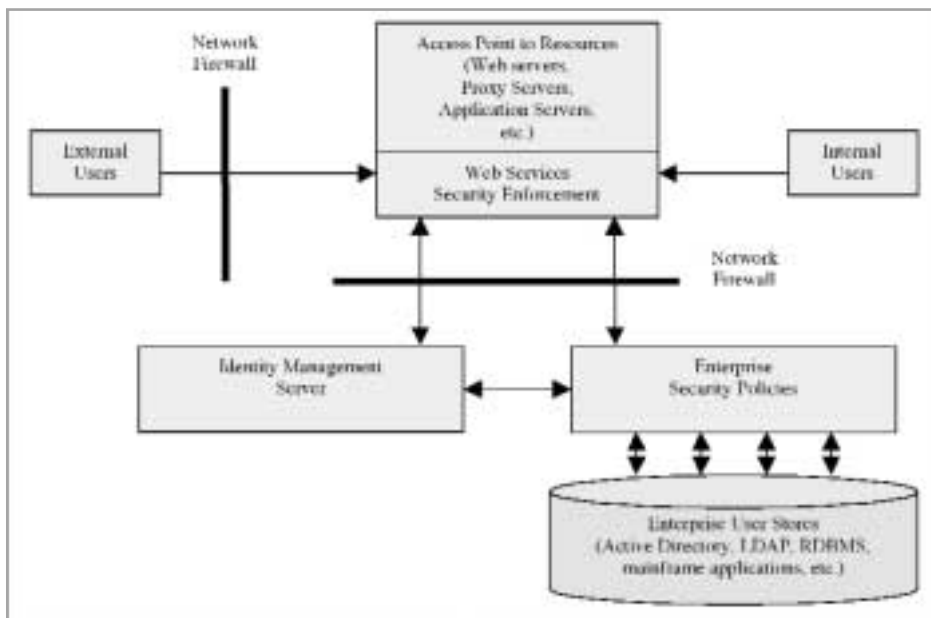 Network
Firewall
Access Point to Resources
(Web servers,
Proxy Servers,
Application Servers,
etc.)
External
Users
Web Services
Security Enforcement
Internal
Users
Network
Firewall
Identity Management
Server
Enterprise
Security Policies
Enterprise User Stores
(Active Directory, LDAP, RDBMS,
mainframe applications, etc.)